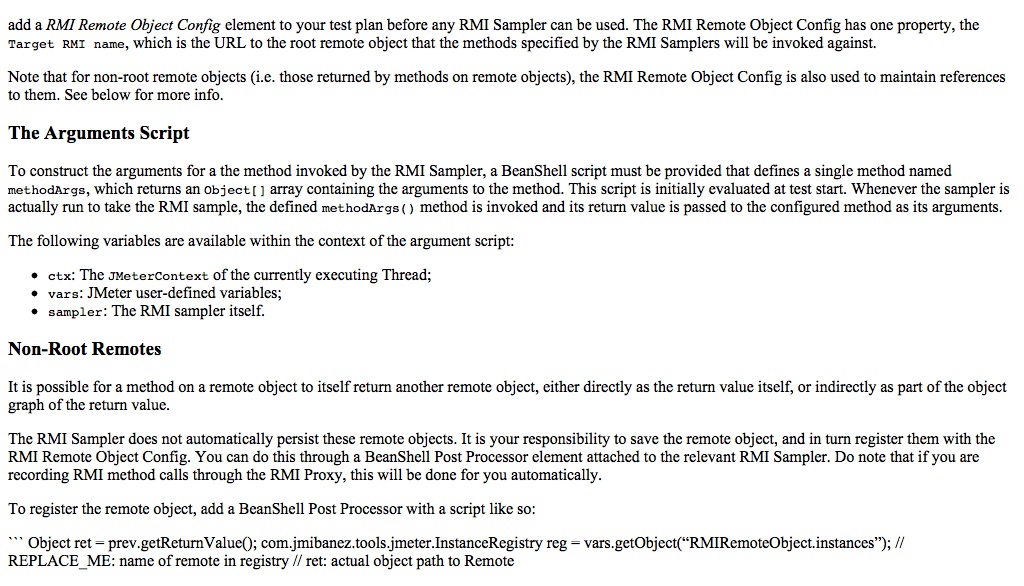 add a RMI Remote Object Config element to your test plan before any RMI Sampler can be used. The RMI Remote Object Config has one property, the
Target RMI name, which is the URL to the root remote object that the methods specified by the RMI Samplers will be invoked against.
Note that for non-root remote objects (i.e. those returned by methods on remote objects), the RMI Remote Object Config is also used to maintain references
to them. See below for more info.
The Arguments Script
To construct the arguments for a the method invoked by the RMI Sampler, a BeanShell script must be provided that defines a single method named
methodArgs, which returns an Object[] array containing the arguments to the method. This script is initially evaluated at test start. Whenever the sampler is
actually run to take the RMI sample, the defined methodArgs() method is invoked and its return value is passed to the configured method as its arguments.
The following variables are available within the context of the argument script:
• ctx: The JMeterContext of the currently executing Thread;
• vars: JMeter user-defined variables;
• sampler: The RMI sampler itself.
Non-Root Remotes
It is possible for a method on a remote object to itself return another remote object, either directly as the return value itself, or indirectly as part of the object
graph of the return value.
The RMI Sampler does not automatically persist these remote objects. It is your responsibility to save the remote object, and in turn register them with the
RMI Remote Object Config. You can do this through a BeanShell Post Processor element attached to the relevant RMI Sampler. Do note that if you are
recording RMI method calls through the RMI Proxy, this will be done for you automatically.
To register the remote object, add a BeanShell Post Processor with a script like so:
``` Object ret = prev.getReturnValue(); com.jmibanez.tools.jmeter.InstanceRegistry reg = vars.getObject(“RMIRemoteObject.instances”); //
REPLACE_ME: name of remote in registry // ret: actual object path to Remote